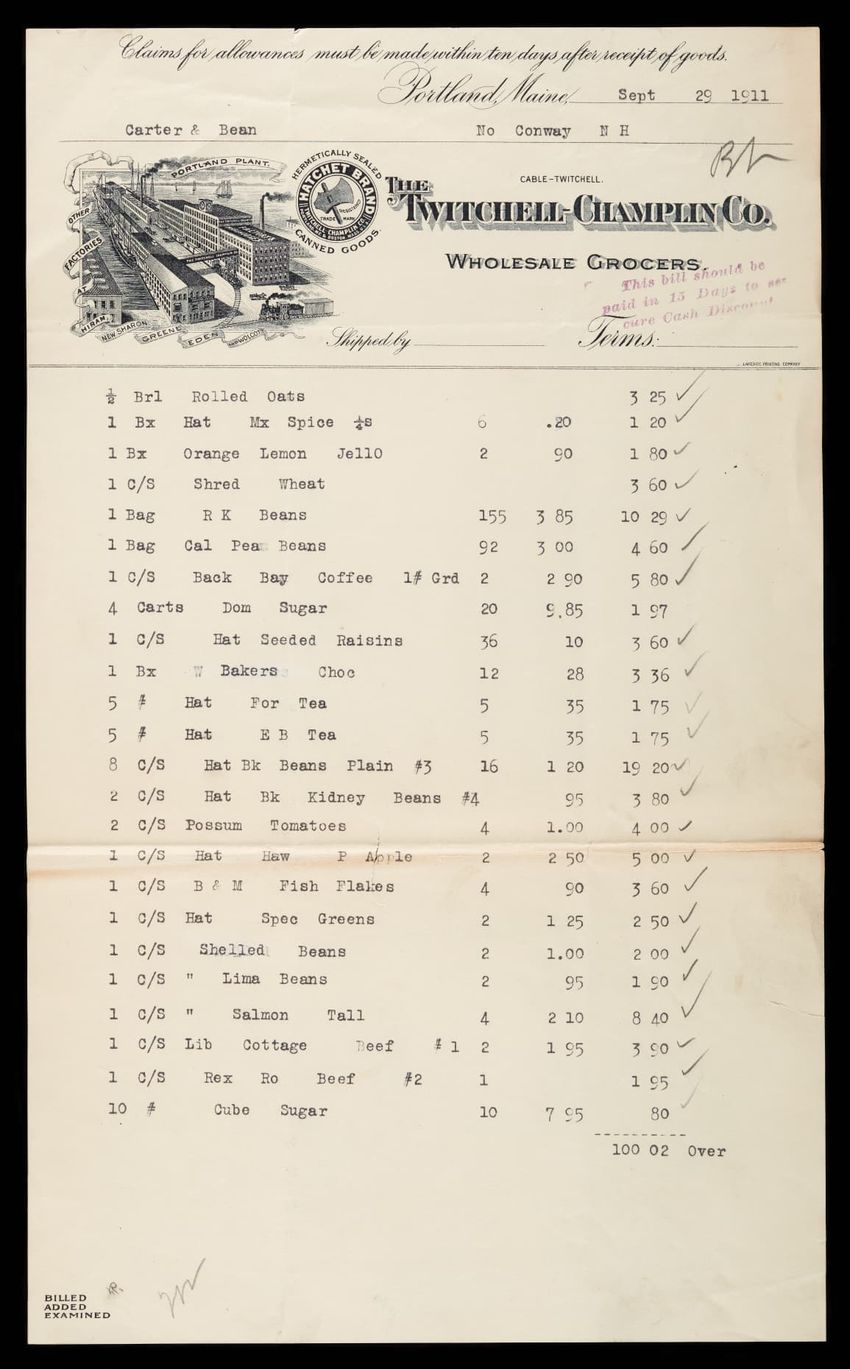 Claims for allowances must be made within ten days after receipt of goods.
Portland, Maine, Sept 29 1911
Carter & Bean No Conway N H
PORTLAND PLANT.
OTHER FACTORIES AT HIRAM, NEW SHARON, GREENE, EDEN, WOLCOTT
HERMETICALLY SEALED
HATCHET BRAND
TRADE MARK
TWITCHELL CHAMPLIN CO.
CANNED GOODS.
CABLE-TWITCHELL.
THE TWITCHELL-CHAMPLIN CO.
WHOLESALE GROCERS.
This bill should be
paid in 15 Days to se-
cure Cash Discount
Shipped by Terms:
LAKESIDE PRINTING COMPANY
½ Brl Rolled Oats 3 25
1 Bx Hat Mx Spice ¼s 6 .20 1 20
1 Bx Orange Lemon Jello 2 90 1 80
1 C/S Shred Wheat 3 60
1 Bag R K Beans 155 3 85 10 29
1 Bag Cal Pea Beans 92 3 00 4 60
1 C/S Back Bay Coffee 1# Grd 2 2 90 5 80
4 Carts Dom Sugar 20 9.85 1 97
1 C/S Hat Seeded Raisins 36 10 3 60
1 Bx W Bakers Choc 12 28 3 36
5 # Hat For Tea 5 35 1 75
5 # Hat E B Tea 5 35 1 75
8 C/S Hat Bk Beans Plain #3 16 1 20 19 20
2 C/S Hat Bk Kidney Beans #4 95 3 80
2 C/S Possum Tomatoes 4 1.00 4 00
1 C/S Hat Haw P Apple 2 2 50 5 00
1 C/S B & M Fish Flakes 4 90 3 60
1 C/S Hat Spec Greens 2 1 25 2 50
1 C/S Shelled Beans 2 1.00 2 00
1 C/S " Lima Beans 2 95 1 90
1 C/S " Salmon Tall 4 2 10 8 40
1 C/S Lib Cottage Beef # 1 2 1 95 3 90
1 C/S Rex Ro Beef #2 1 1 95
10 # Cube Sugar 10 7 95 80
100 02 Over
BILLED
ADDED
EXAMINED